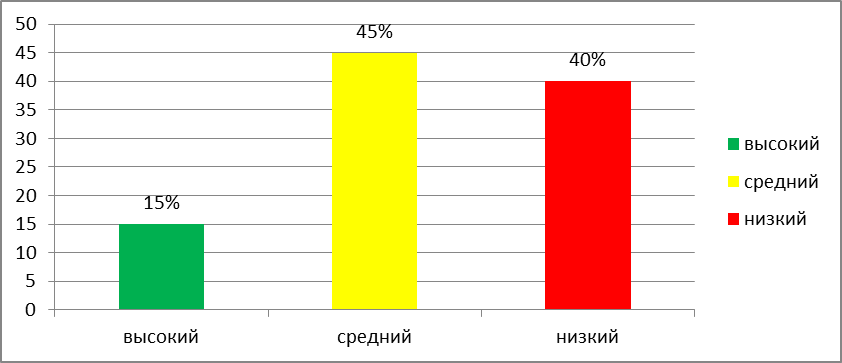 50
45
40
35
30
25
20
15
10
5
0
15%
45%
40%
высокий
средний
низкий
высокий
средний
низкий